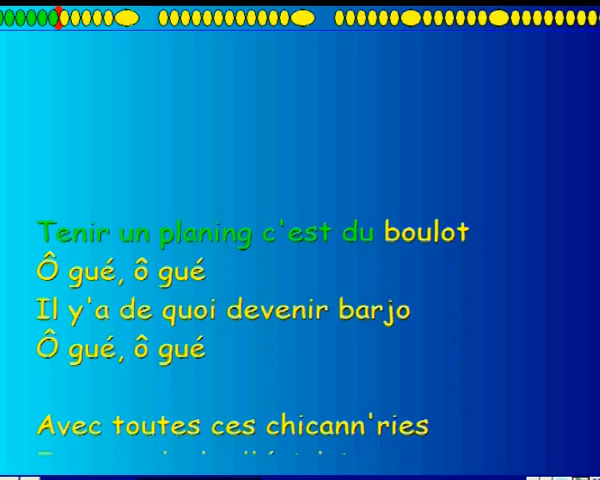 Tenir un planing c'est du boulot
Ô gué, ô gué
Il y'a de quoi devenir barjo
Ô gué, ô gué
Avec toutes ces chicann'ries